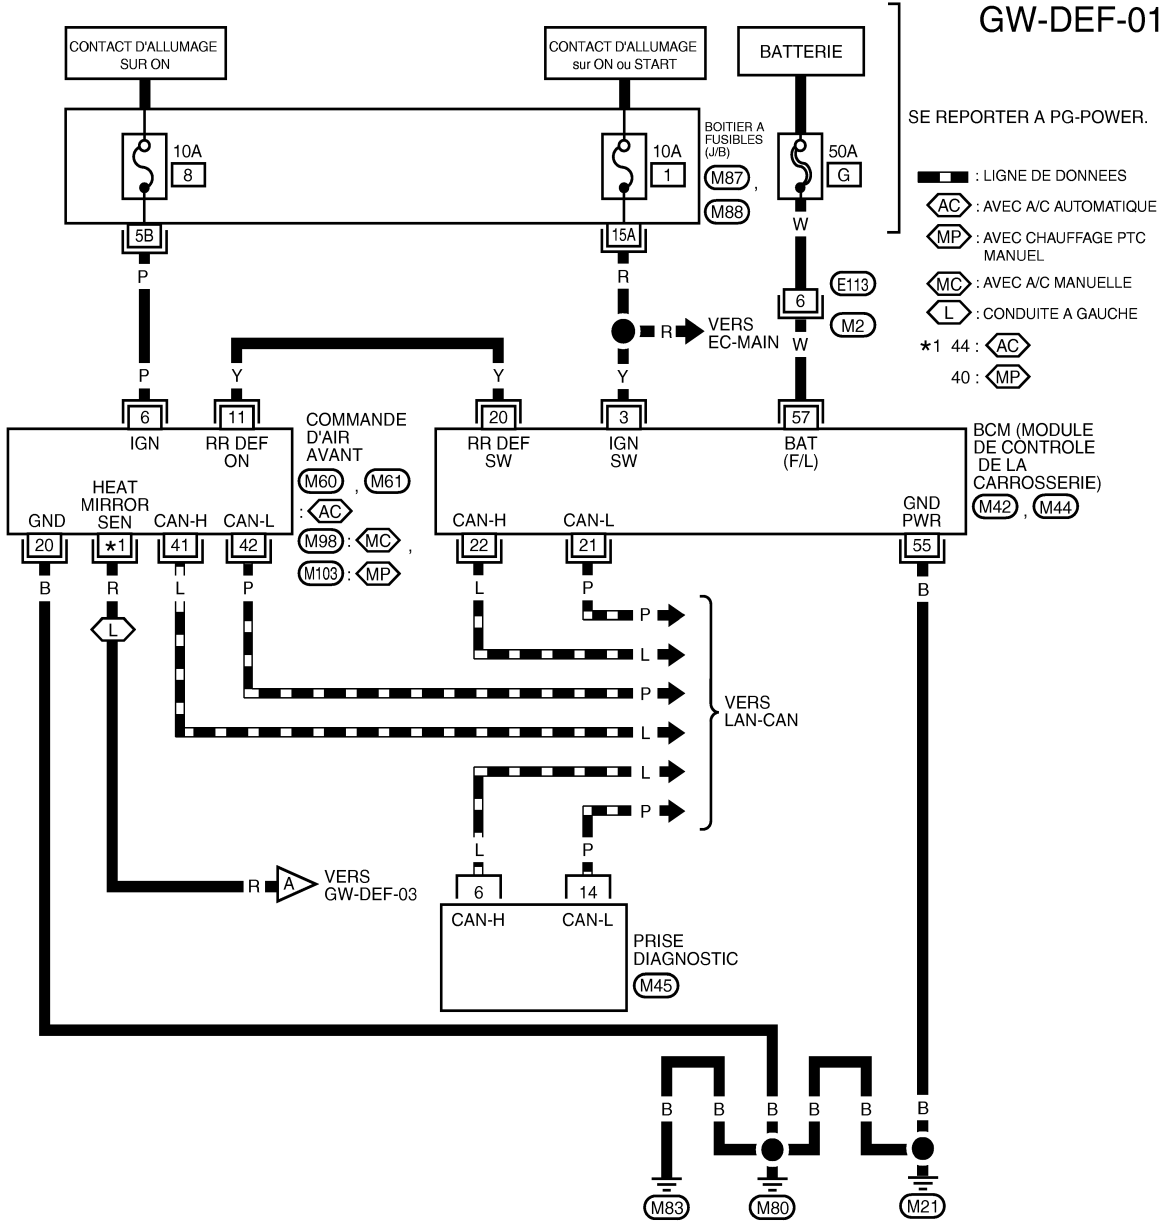 GW-DEF-01
CONTACT D'ALLUMAGE
SUR ON
CONTACT D'ALLUMAGE
sur ON ou START
BATTERIE
SE REPORTER A PG-POWER.
10A
8
10A
1
BOITIER A
FUSIBLES
(J/B)
M87 ,
M88
50A
G
: LIGNE DE DONNEES
AC : AVEC A/C AUTOMATIQUE
MP : AVEC CHAUFFAGE PTC
MANUEL
MC : AVEC A/C MANUELLE
L : CONDUITE A GAUCHE
*1 44 : AC
40 : MP
5B
15A
W
P
R
6
E113
M2
R
VERS
EC-MAIN
W
P
Y
Y
Y
6
11
20
3
57
IGN
RR DEF
ON
RR DEF
SW
IGN
SW
BAT
(F/L)
COMMANDE
D'AIR
AVANT
M60 , M61
: AC
M98 : MC ,
M103 : MP
BCM (MODULE
DE CONTROLE
DE LA
CARROSSERIE)
M42 , M44
GND
HEAT
MIRROR
SEN
CAN-H
CAN-L
CAN-H
CAN-L
GND
PWR
20
*1
41
42
22
21
55
B
R
L
P
L
P
B
L
P
L
P
L
L
P
VERS
LAN-CAN
L
P
R
A
VERS
GW-DEF-03
6
14
CAN-H
CAN-L
PRISE
DIAGNOSTIC
M45
B
B
B
B
B
B
M83
M80
M21